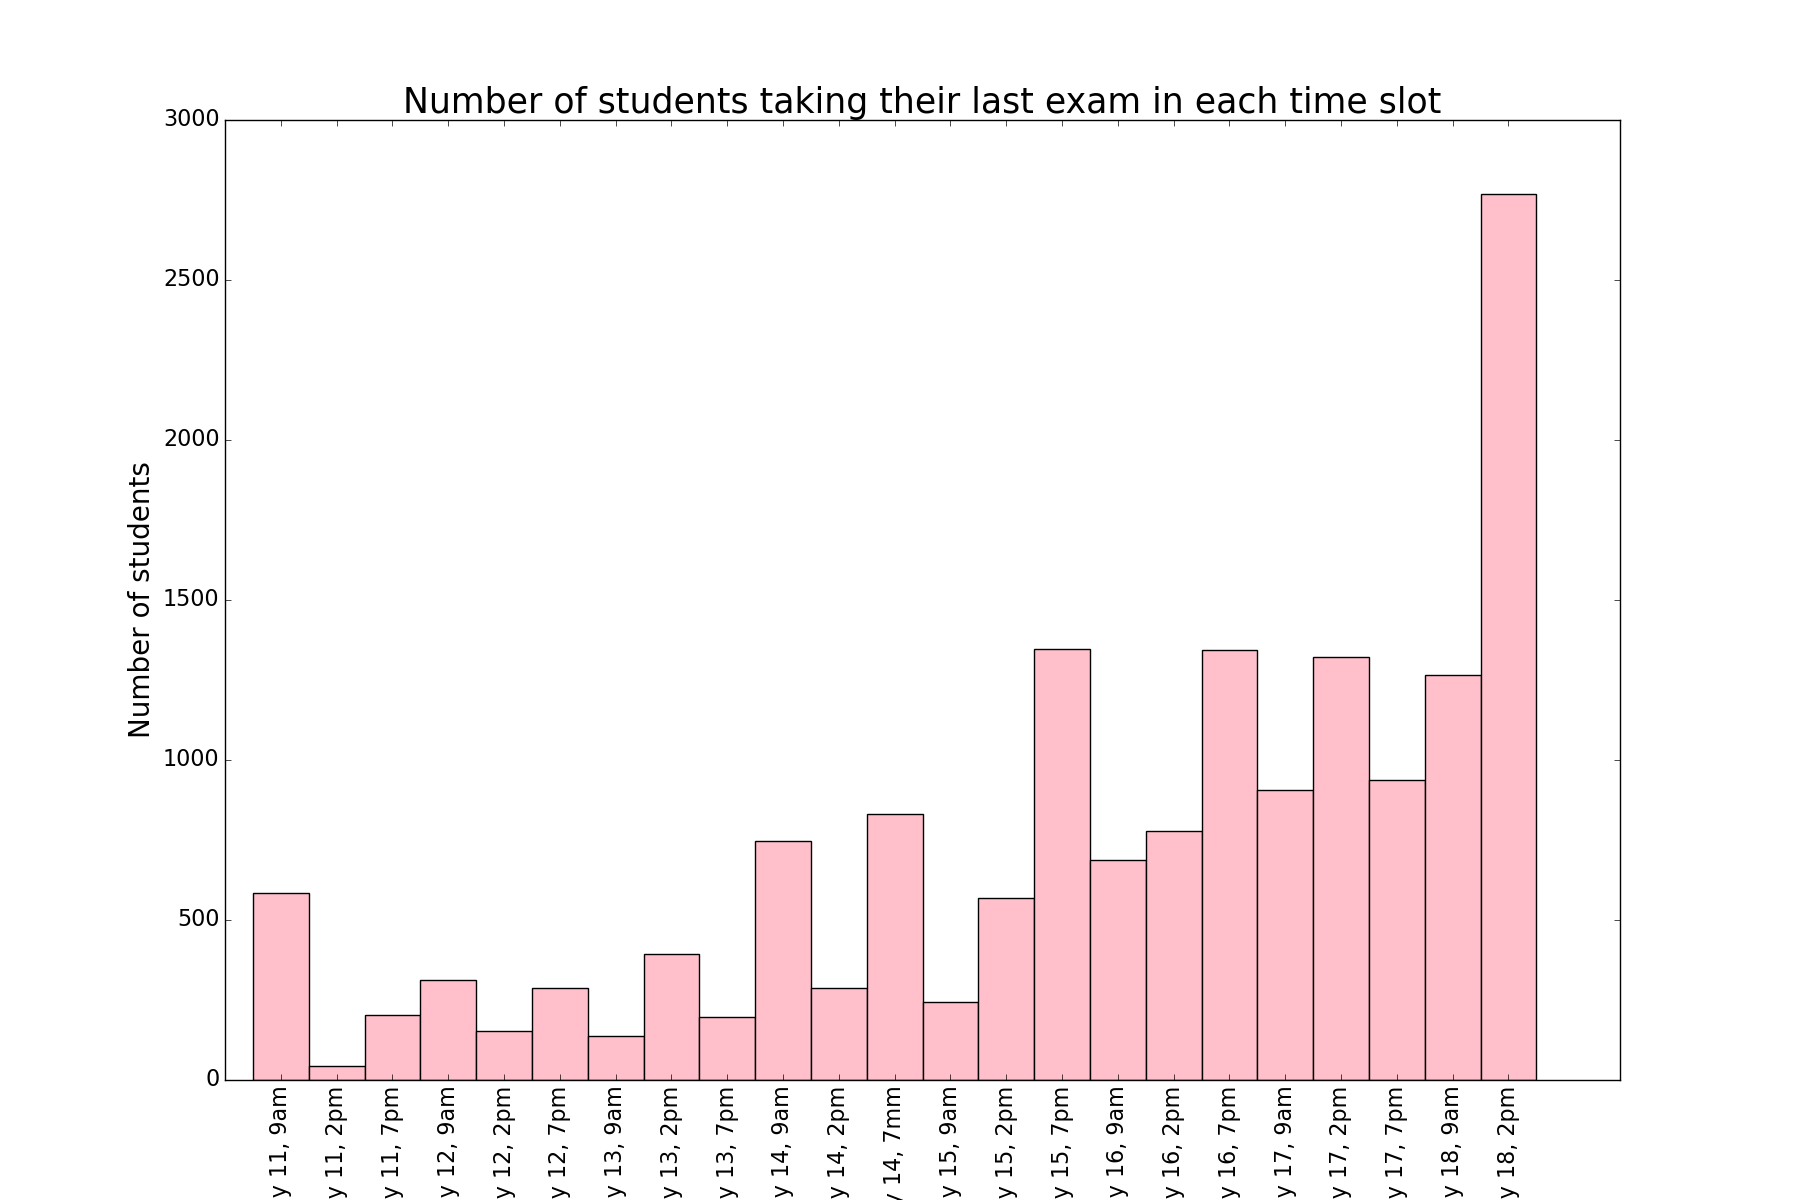 Number of students taking their last exam in each time slot
3000
2500
2000
1500
1000
500
0
Number of students
y 11, 9am
y 11, 2pm
y 11, 7pm
y 12, 9am
y 12, 2pm
y 12, 7pm
y 13, 9am
y 13, 2pm
y 13, 7pm
y 14, 9am
y 14, 2pm
y 14, 7mm
y 15, 9am
y 15, 2pm
y 15, 7pm
y 16, 9am
y 16, 2pm
y 16, 7pm
y 17, 9am
y 17, 2pm
y 17, 7pm
y 18, 9am
y 18, 2pm